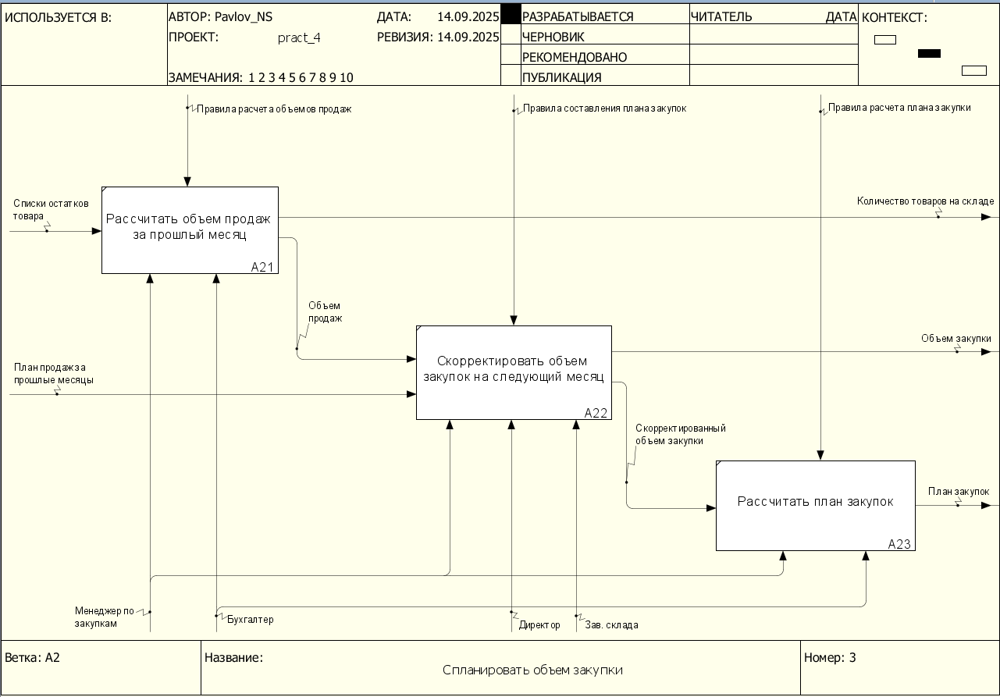 ИСПОЛЬЗУЕТСЯ В:
АВТОР: Pavlov_NS
ДАТА: 14.09.2025
РАЗРАБАТЫВАЕТСЯ
ЧИТАТЕЛЬ
ДАТА
КОНТЕКСТ:
ПРОЕКТ: pract_4
РЕВИЗИЯ: 14.09.2025
ЧЕРНОВИК
РЕКОМЕНДОВАНО
ЗАМЕЧАНИЯ: 1 2 3 4 5 6 7 8 9 10
ПУБЛИКАЦИЯ
Правила расчета объемов продаж
Правила составления плана закупок
Правила расчета плана закупки
Списки остатков
товара
Рассчитать объем продаж
за прошлый месяц
A21
Количество товаров на складе
Объем
продаж
План продаж за
прошлые месяцы
Скорректировать объем
закупок на следующий месяц
A22
Объем закупки
Скорректированный
объем закупки
Рассчитать план закупок
A23
План закупок
Менеджер по
закупкам
Бухгалтер
Директор
Зав. склада
Ветка: A2
Название:
Спланировать объем закупки
Номер: 3